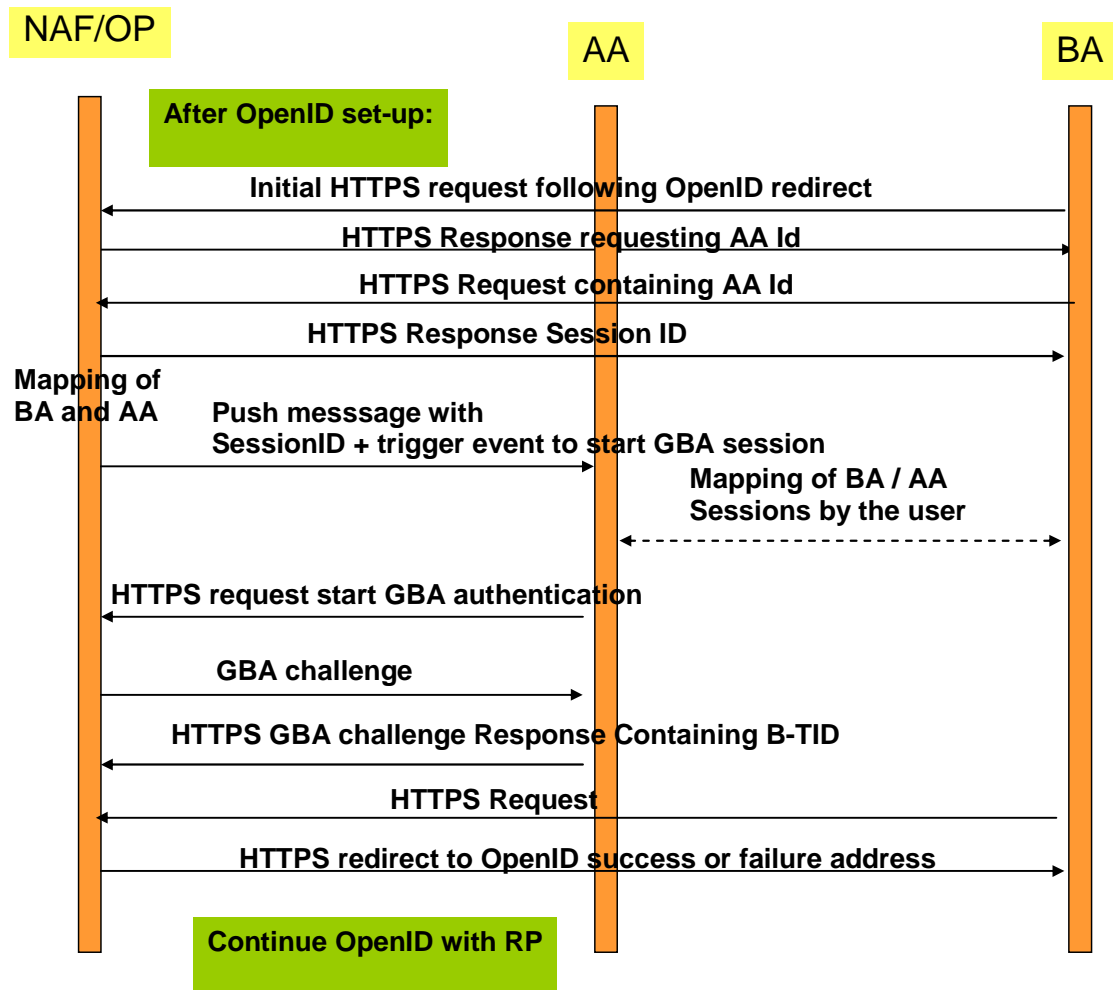 NAF/OP
AA
BA
After OpenID set-up:
Initial HTTPS request following OpenID redirect
HTTPS Response requesting AA Id
HTTPS Request containing AA Id
HTTPS Response Session ID
Mapping of
BA and AA
Push messsage with
SessionID + trigger event to start GBA session
Mapping of BA / AA
Sessions by the user
HTTPS request start GBA authentication
GBA challenge
HTTPS GBA challenge Response Containing B-TID
HTTPS Request
HTTPS redirect to OpenID success or failure address
Continue OpenID with RP